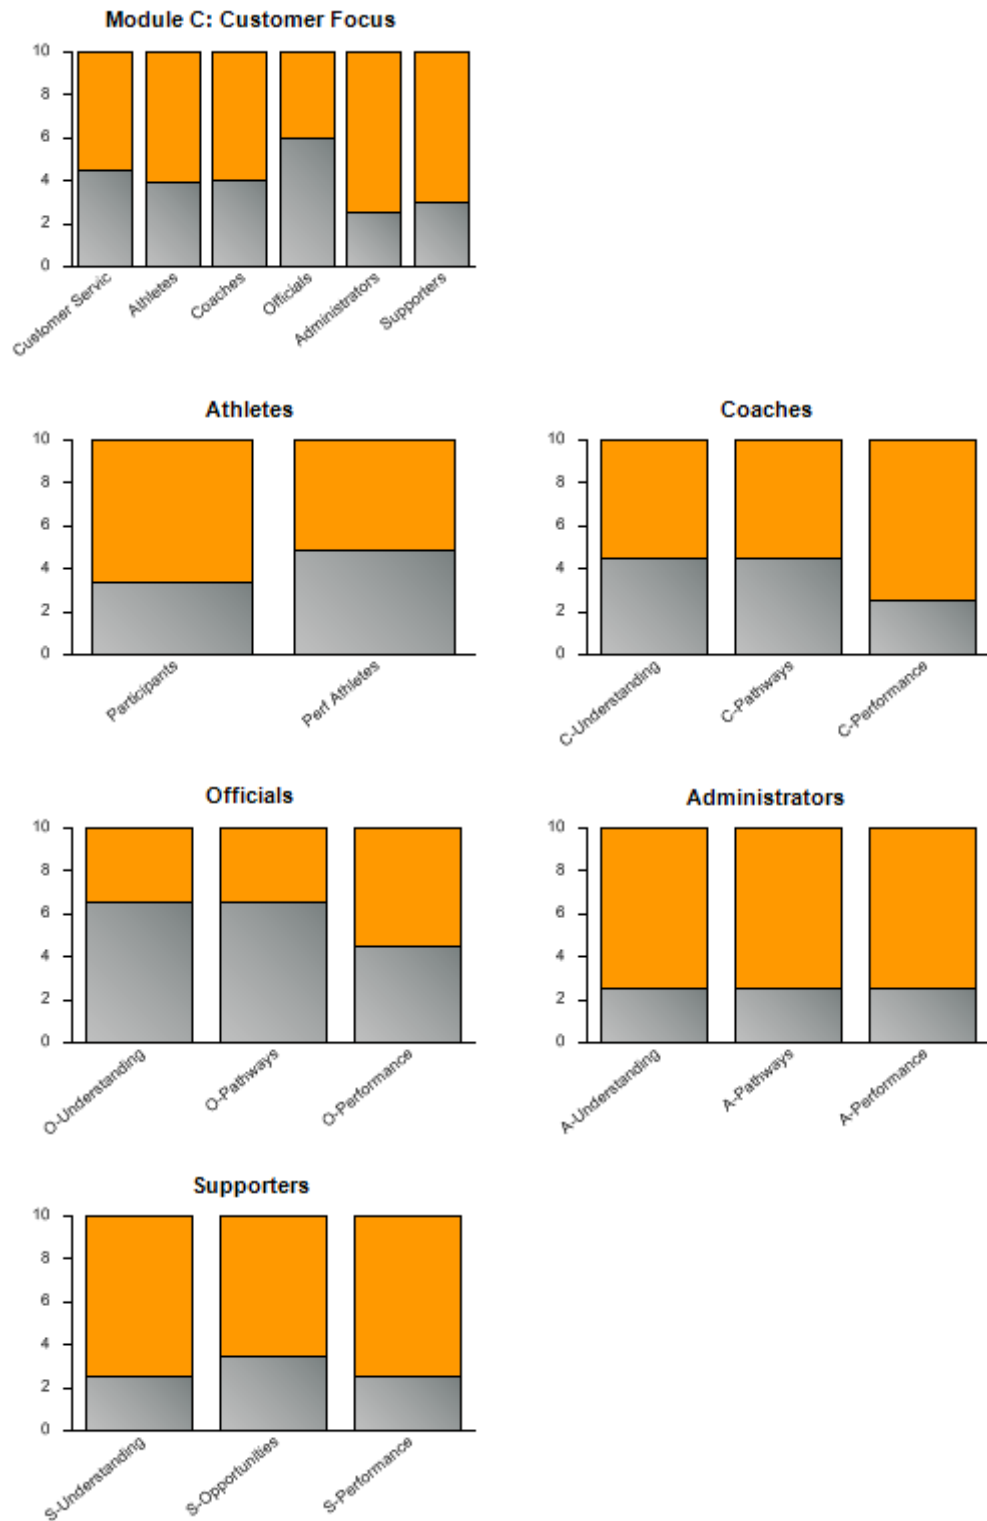 Module C: Customer Focus
10
8
6
4
2
0
Cuelomer Servic
Athletes
Coaches
Officials
Administrators
Supporters
Athletes
10
8
6
4
2
0
Participants
Perf Athletes
Coaches
10
8
6
4
2
0
C-Understanding
C-Pathways
C-Performance
Officials
10
8
6
4
2
0
O-Understanding
O-Pathways
O-Performance
Administrators
10
8
6
4
2
0
A-Understanding
A-Pathways
A-Performance
Supporters
10
8
6
4
2
0
S-Understanding
S-Opportunities
S-Performance